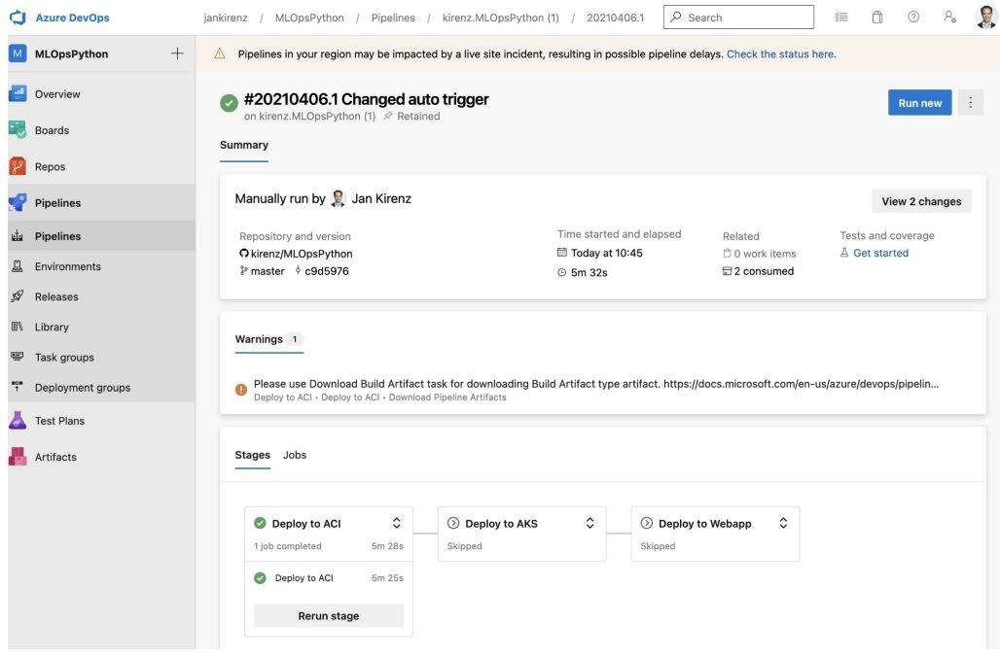 Azure DevOps
jankirenz / MLOpsPython / Pipelines / kirenz.MLOpsPython (1) / 20210406.1
Search
M MLOpsPython +
Overview
Boards
Repos
Pipelines
Pipelines
Environments
Releases
Library
Task groups
Deployment groups
Test Plans
Artifacts
Pipelines in your region may be impacted by a live site incident, resulting in possible pipeline delays. Check the status here.
#20210406.1 Changed auto trigger
on kirenz.MLOpsPython (1) Retained
Run new
Summary
Manually run by Jan Kirenz
View 2 changes
Repository and version
kirenz/MLOpsPython
master c9d5976
Time started and elapsed
Today at 10:45
5m 32s
Related
0 work items
2 consumed
Tests and coverage
Get started
Warnings 1
Please use Download Build Artifact task for downloading Build Artifact type artifact. https://docs.microsoft.com/en-us/azure/devops/pipelin...
Deploy to ACI • Deploy to ACI • Download Pipeline Artifacts
Stages Jobs
Deploy to ACI
1 job completed 5m 28s
Deploy to ACI 5m 25s
Rerun stage
Deploy to AKS
Skipped
Deploy to Webapp
Skipped